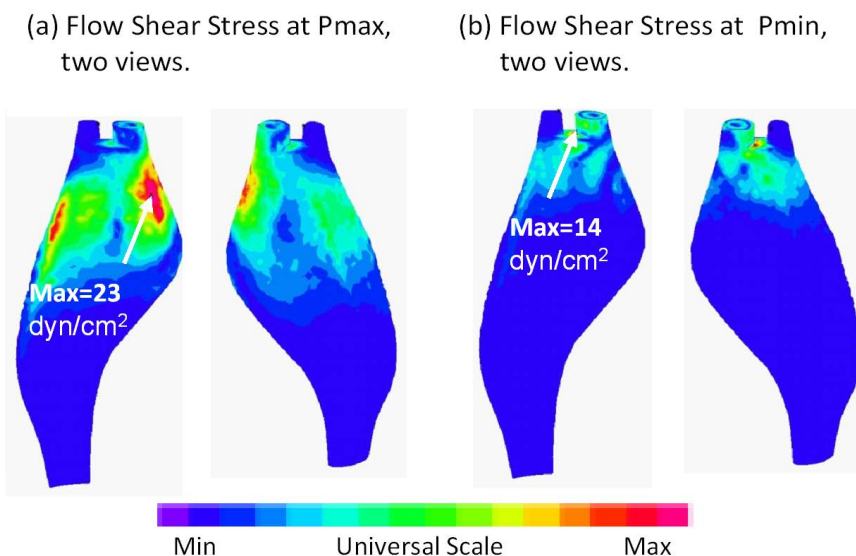 (a) Flow Shear Stress at Pmax,
two views.
(b) Flow Shear Stress at Pmin,
two views.
Max=23
dyn/cm²
Max=14
dyn/cm²
Min Universal Scale Max